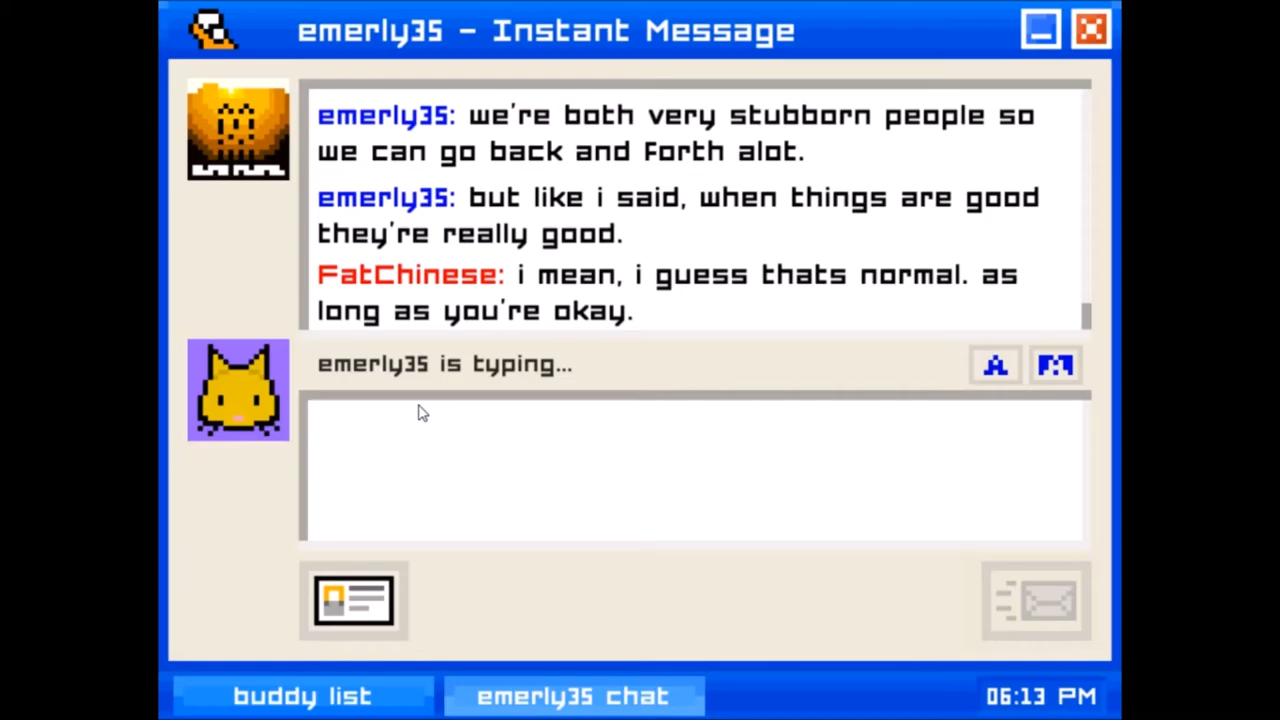 emerly35 - Instant Message
emerly35: we're both very stubborn people so
we can go back and forth alot.
emerly35: but like i said, when things are good
they're really good.
FatChinese: i mean, i guess thats normal. as
long as you're okay.
emerly35 is typing...
A
buddy list
emerly35 chat
06:13 PM